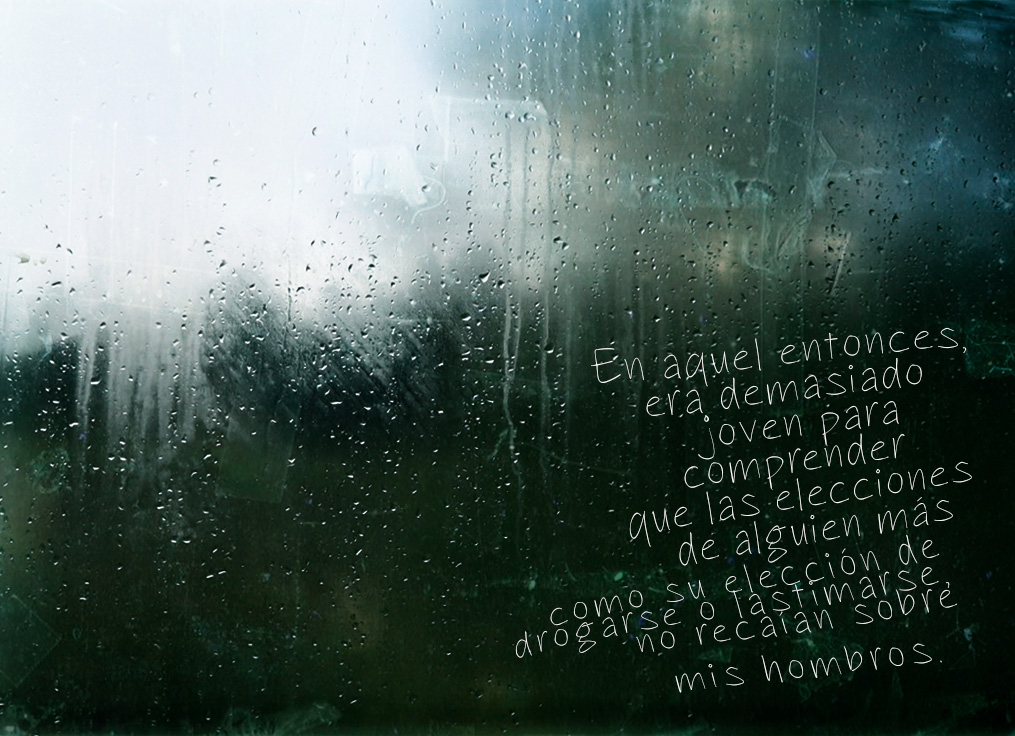 En aquel entonces,
era demasiado
joven para
comprender
que las elecciones
de alguien más
como su elección de
drogarse o lastimarse,
no recaían sobre
mis hombros.